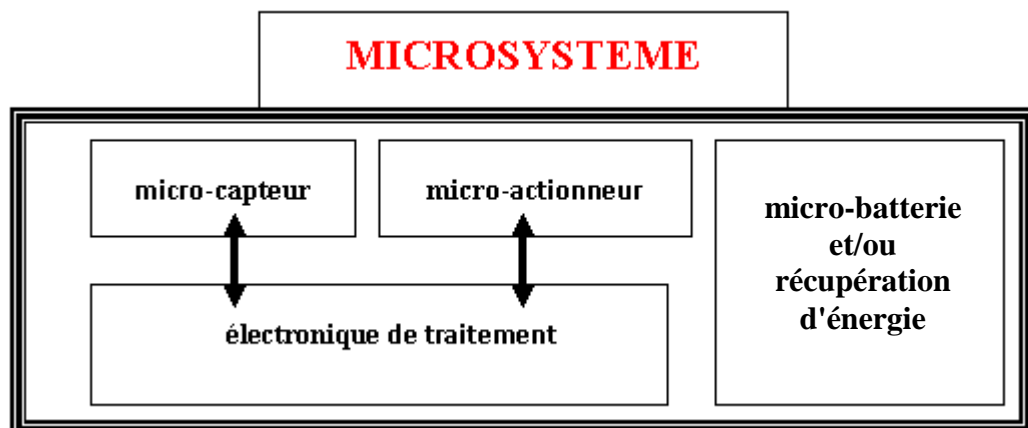 MICROSYSTEME
micro-capteur
micro-actionneur
micro-batterie
et/ou
récupération
d'énergie
électronique de traitement